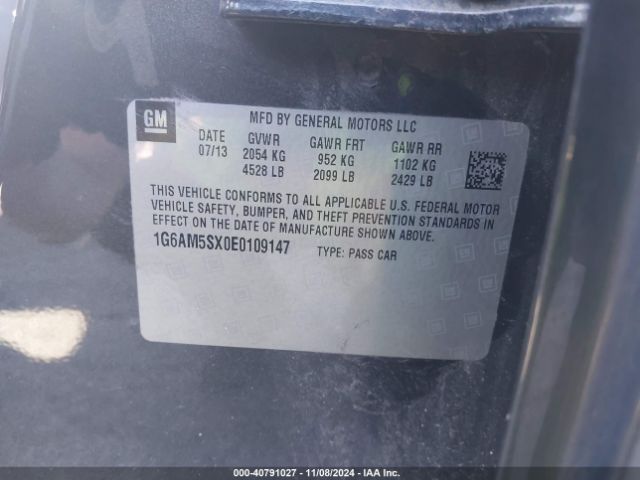 GM
MFD BY GENERAL MOTORS LLC
DATE GVWR GAWR FRT GAWR RR
07/13 2054 KG 952 KG 1102 KG
4528 LB 2099 LB 2429 LB
THIS VEHICLE CONFORMS TO ALL APPLICABLE U.S. FEDERAL MOTOR
VEHICLE SAFETY, BUMPER, AND THEFT PREVENTION STANDARDS IN
EFFECT ON THE DATE OF MANUFACTURE SHOWN ABOVE.
1G6AM5SX0E0109147 TYPE: PASS CAR
000-40791027 - 11/08/2024 - IAA Inc.